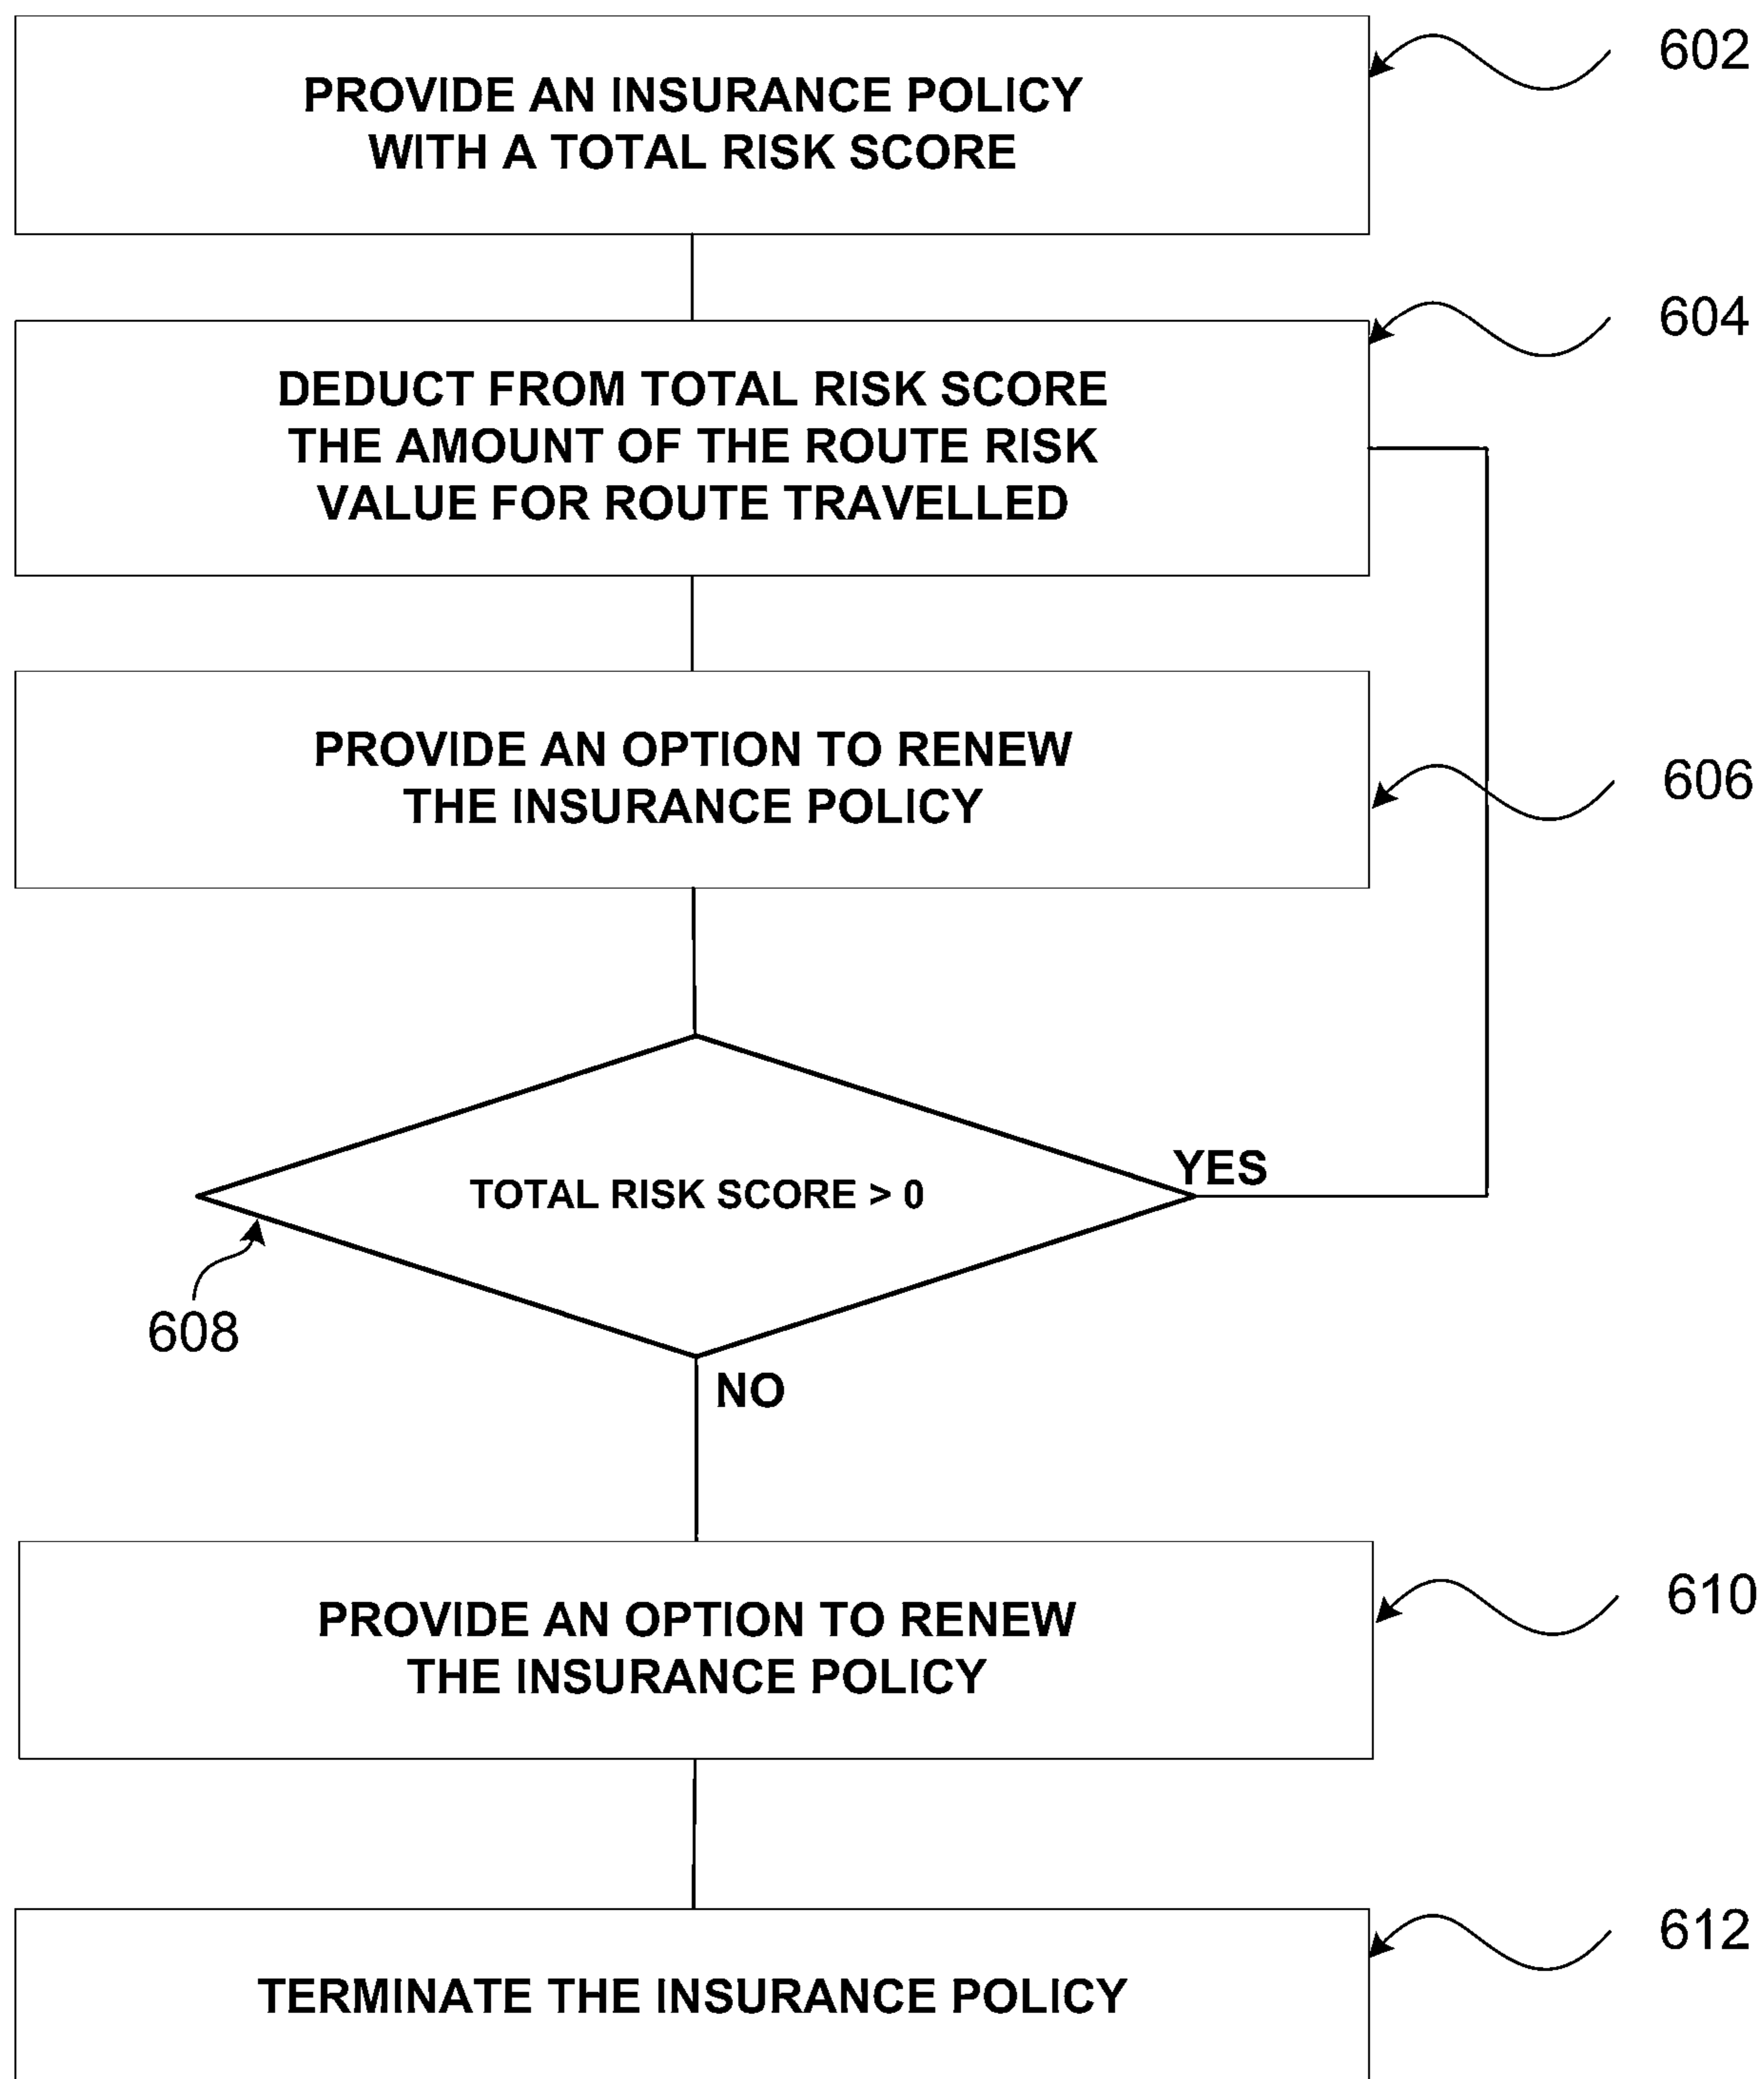 PROVIDE AN INSURANCE POLICY
WITH A TOTAL RISK SCORE
602
DEDUCT FROM TOTAL RISK SCORE
THE AMOUNT OF THE ROUTE RISK
VALUE FOR ROUTE TRAVELLED
604
PROVIDE AN OPTION TO RENEW
THE INSURANCE POLICY
606
TOTAL RISK SCORE > 0
YES
608
NO
PROVIDE AN OPTION TO RENEW
THE INSURANCE POLICY
610
TERMINATE THE INSURANCE POLICY
612